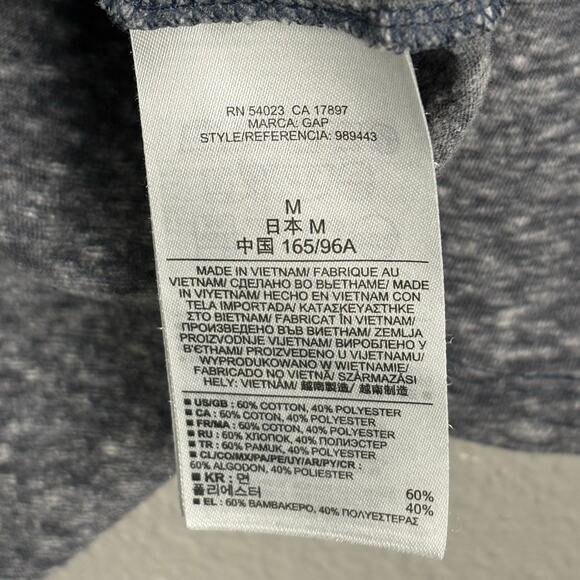 RN 54023 CA 17897
MARCA: GAP
STYLE/REFERENCIA: 989443
M
日本 M
中国 165/96A
MADE IN VIETNAM/ FABRIQUE AU
VIETNAM/ СДЕЛАНО ВО ВЬЕТНАМЕ/ MADE
IN VIYETNAM/ HECHO EN VIETNAM CON
TELA IMPORTADA/ ΚΑΤΑΣΚΕΥΑΣΤΗΚΕ
ΣΤΟ ΒΙΕΤΝΑΜ/ FABRICAT ÎN VIETNAM/
ПРОИЗВЕДЕНО ВЪВ ВИЕТНАМ/ ZEMLJA
PROIZVODNJE VIJETNAM/ ВИРОБЛЕНО У
В'ЄТНАМІ/ PROIZVEDENO U VIJETNAMU/
WYPRODUKOWANO W WIETNAMIE/
FABRICADO NO VIETNÃ/ SZÁRMAZÁSI
HELY: VIETNÁM/ 越南製造/ 越南制造
■ US/GB : 60% COTTON, 40% POLYESTER
■ CA : 60% COTON, 40% POLYESTER
■ FR/MA : 60% COTON, 40% POLYESTER
■ RU : 60% ХЛОПОК, 40% ПОЛИЭСТЕР
■ TR : 60% PAMUK, 40% POLYESTER
■ CL/CO/MX/PA/PE/UY/AR/PY/CR :
60% ALGODON, 40% POLIESTER
■ KR : 면 60%
폴리에스터 40%
■ EL : 60% ΒΑΜΒΑΚΕΡΟ, 40% ΠΟΛΥΕΣΤΕΡΑΣ